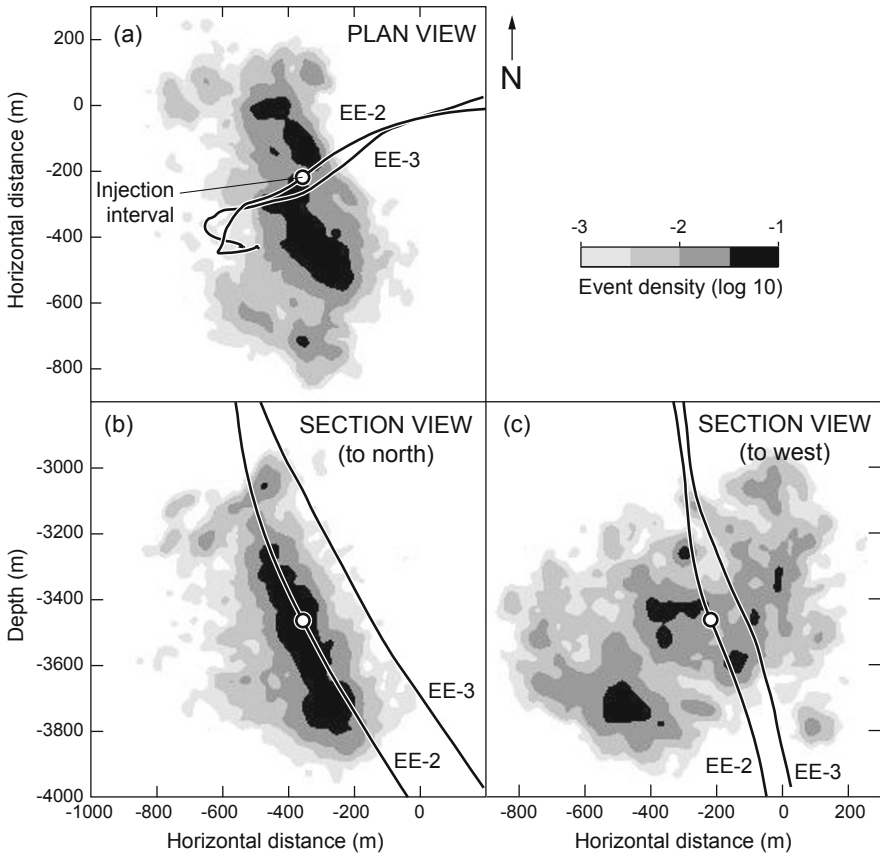 (a)
PLAN VIEW
N
200
0
-200
-400
-600
-800
Horizontal distance (m)
EE-2
EE-3
Injection
interval
-3
-2
-1
Event density (log 10)
(b)
SECTION VIEW
(to north)
-3000
-3200
-3400
-3600
-3800
-4000
Depth (m)
EE-3
EE-2
-1000
-800
-600
-400
-200
0
Horizontal distance (m)
(c)
SECTION VIEW
(to west)
EE-2
EE-3
-800
-600
-400
-200
0
200
Horizontal distance (m)